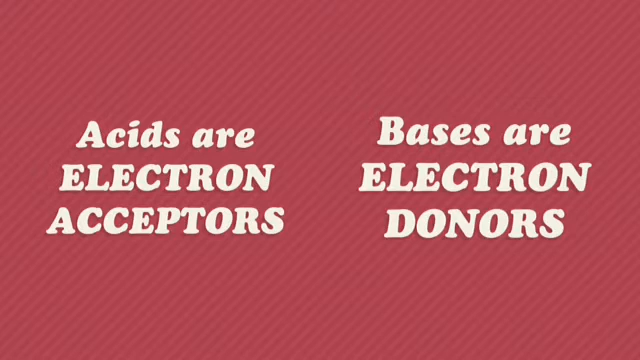 Acids are
ELECTRON
ACCEPTORS
Bases are
ELECTRON
DONORS